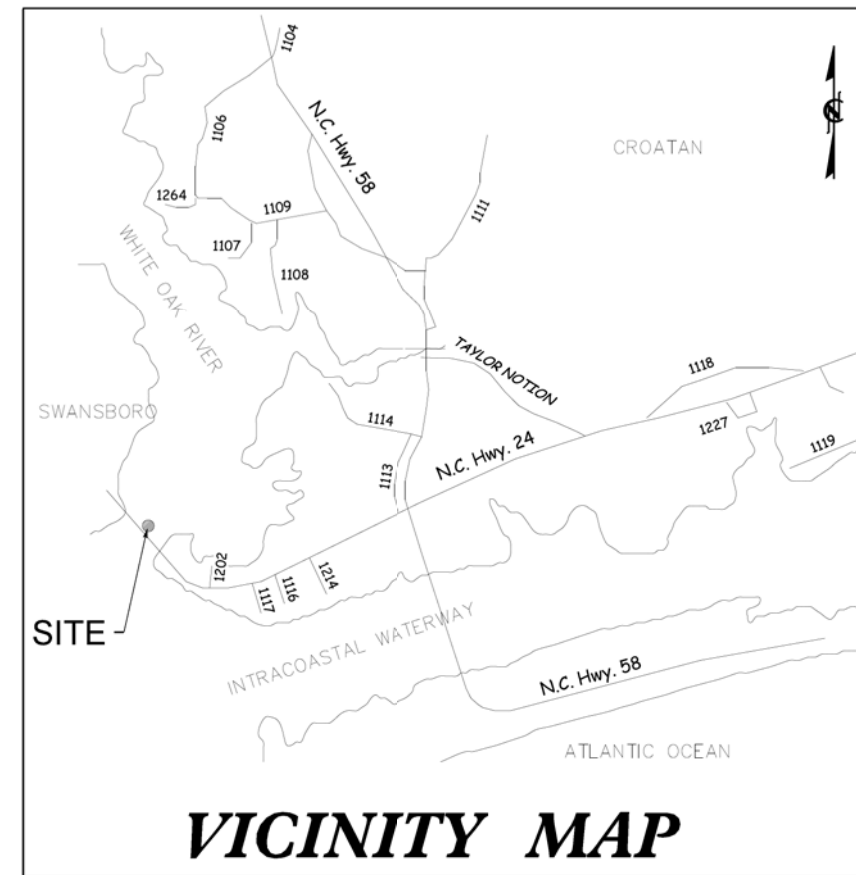 1104
N.C. Hwy. 58
1106
CROATAN
1264
1109
1111
1107
1108
WHITE OAK RIVER
TAYLOR NOTION
1118
SWANSBORO
1114
1227
N.C. Hwy. 24
1119
1113
1202
1117
1116
1214
SITE
INTRACOASTAL WATERWAY
N.C. Hwy. 58
ATLANTIC OCEAN
VICINITY MAP